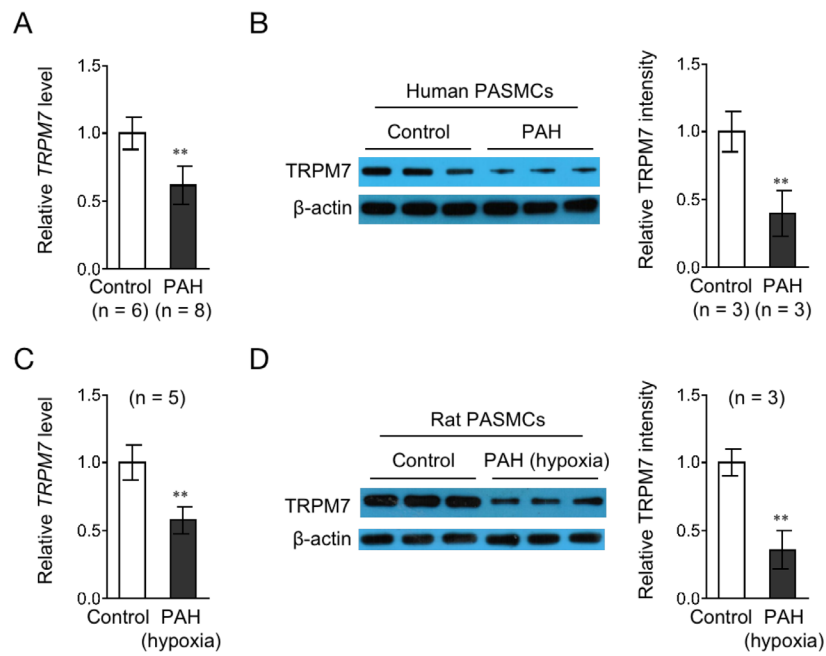 A
Relative TRPM7 level
1.5
1.0
0.5
0.0
**
Control PAH
(n = 6) (n = 8)
B
Human PASMCs
Control PAH
TRPM7
β-actin
Relative TRPM7 intensity
1.5
1.0
0.5
0.0
**
Control PAH
(n = 3) (n = 3)
C
Relative TRPM7 level
1.5
1.0
0.5
0.0
(n = 5)
**
Control PAH
(hypoxia)
D
Rat PASMCs
Control PAH (hypoxia)
TRPM7
β-actin
Relative TRPM7 intensity
1.5
1.0
0.5
0.0
(n = 3)
**
Control PAH
(hypoxia)